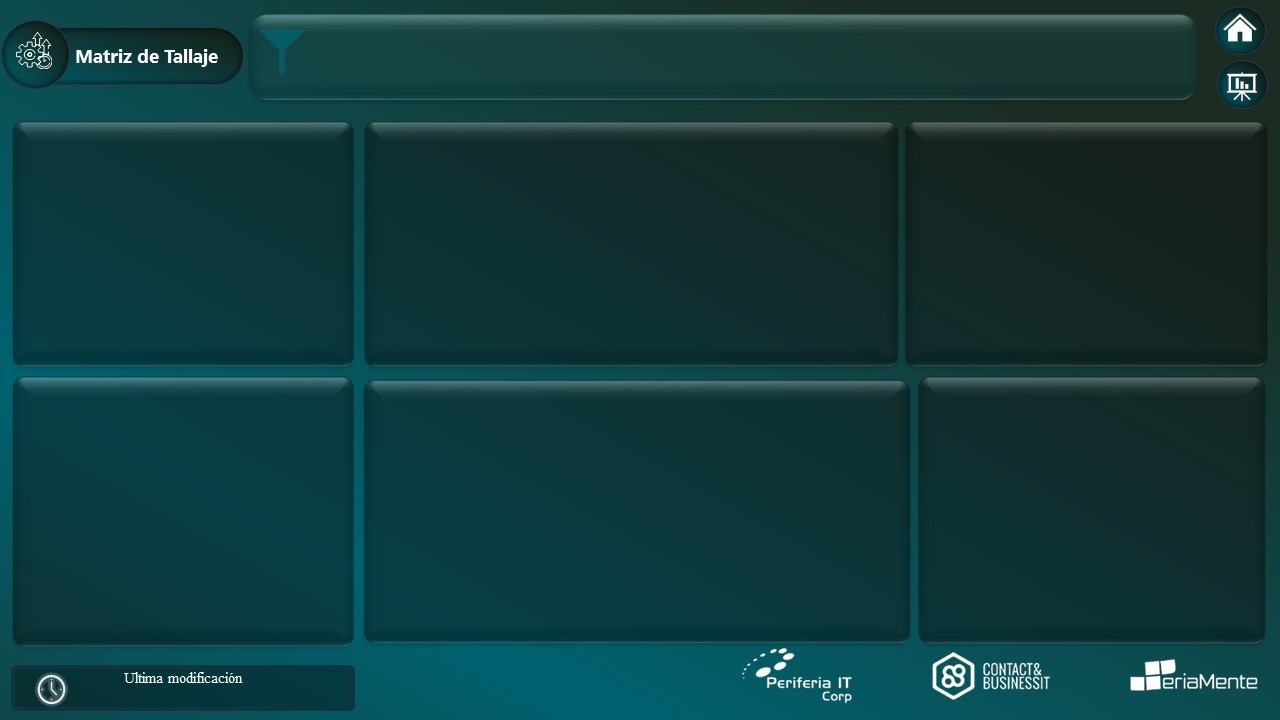 Matriz de Tallaje
Ultima modificación
Periferia IT
Corp
CONTACT&
BUSINESSIT
eriaMente